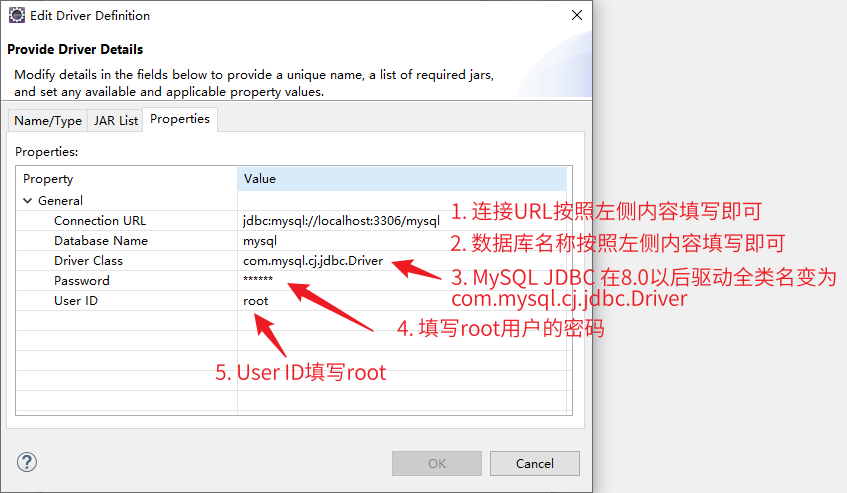 Edit Driver Definition
Provide Driver Details
Modify details in the fields below to provide a unique name, a list of required jars,
and set any available and applicable property values.
Name/Type JAR List Properties
Properties:
Property Value
General
Connection URL jdbc:mysql://localhost:3306/mysql
1. 连接URL按照左侧内容填写即可
Database Name mysql
2. 数据库名称按照左侧内容填写即可
Driver Class com.mysql.cj.jdbc.Driver
3. MySQL JDBC 在8.0以后驱动全类名变为
com.mysql.cj.jdbc.Driver
Password ******
User ID root
4. 填写root用户的密码
5. User ID填写root
?
OK Cancel